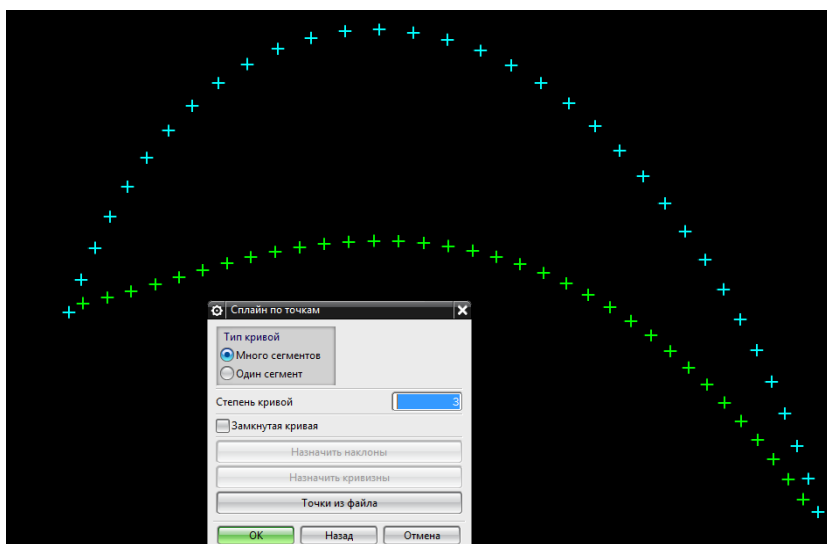 Сплайн по точкам
Тип кривой
Много сегментов
Один сегмент
Степень кривой 3
Замкнутая кривая
Назначить наклоны
Назначить кривизны
Точки из файла
OK Назад Отмена